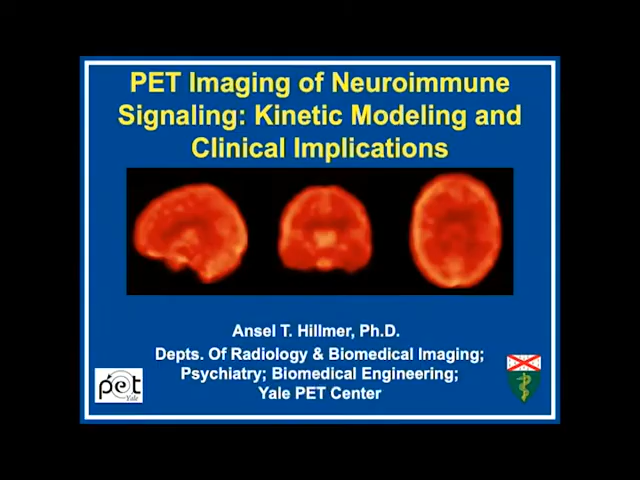 PET Imaging of Neuroimmune
Signaling: Kinetic Modeling and
Clinical Implications
Ansel T. Hillmer, Ph.D.
Depts. Of Radiology & Biomedical Imaging;
Psychiatry; Biomedical Engineering;
Yale PET Center
pet
Yale